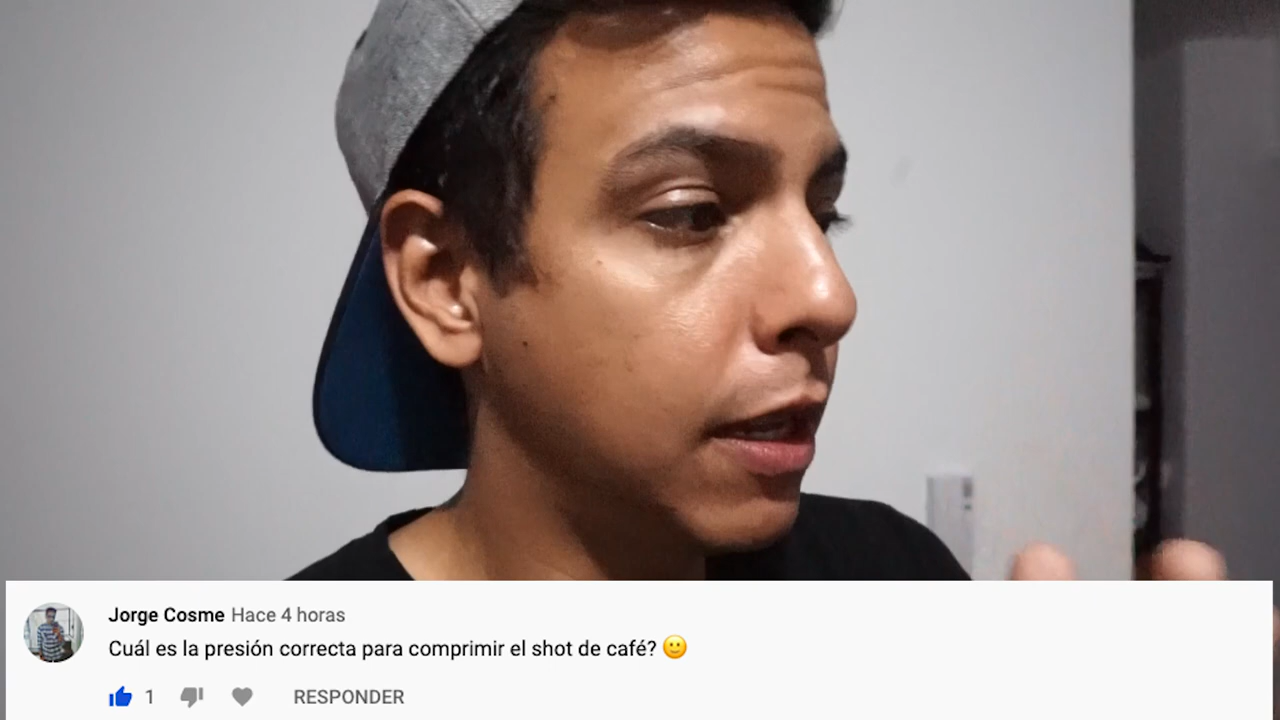 Jorge Cosme Hace 4 horas
Cuál es la presión correcta para comprimir el shot de café? 🙂
1 RESPONDER